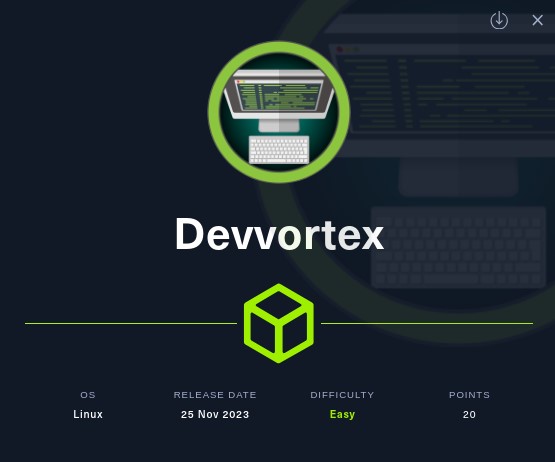 Devvortex
OS RELEASE DATE DIFFICULTY POINTS
Linux 25 Nov 2023 Easy 20